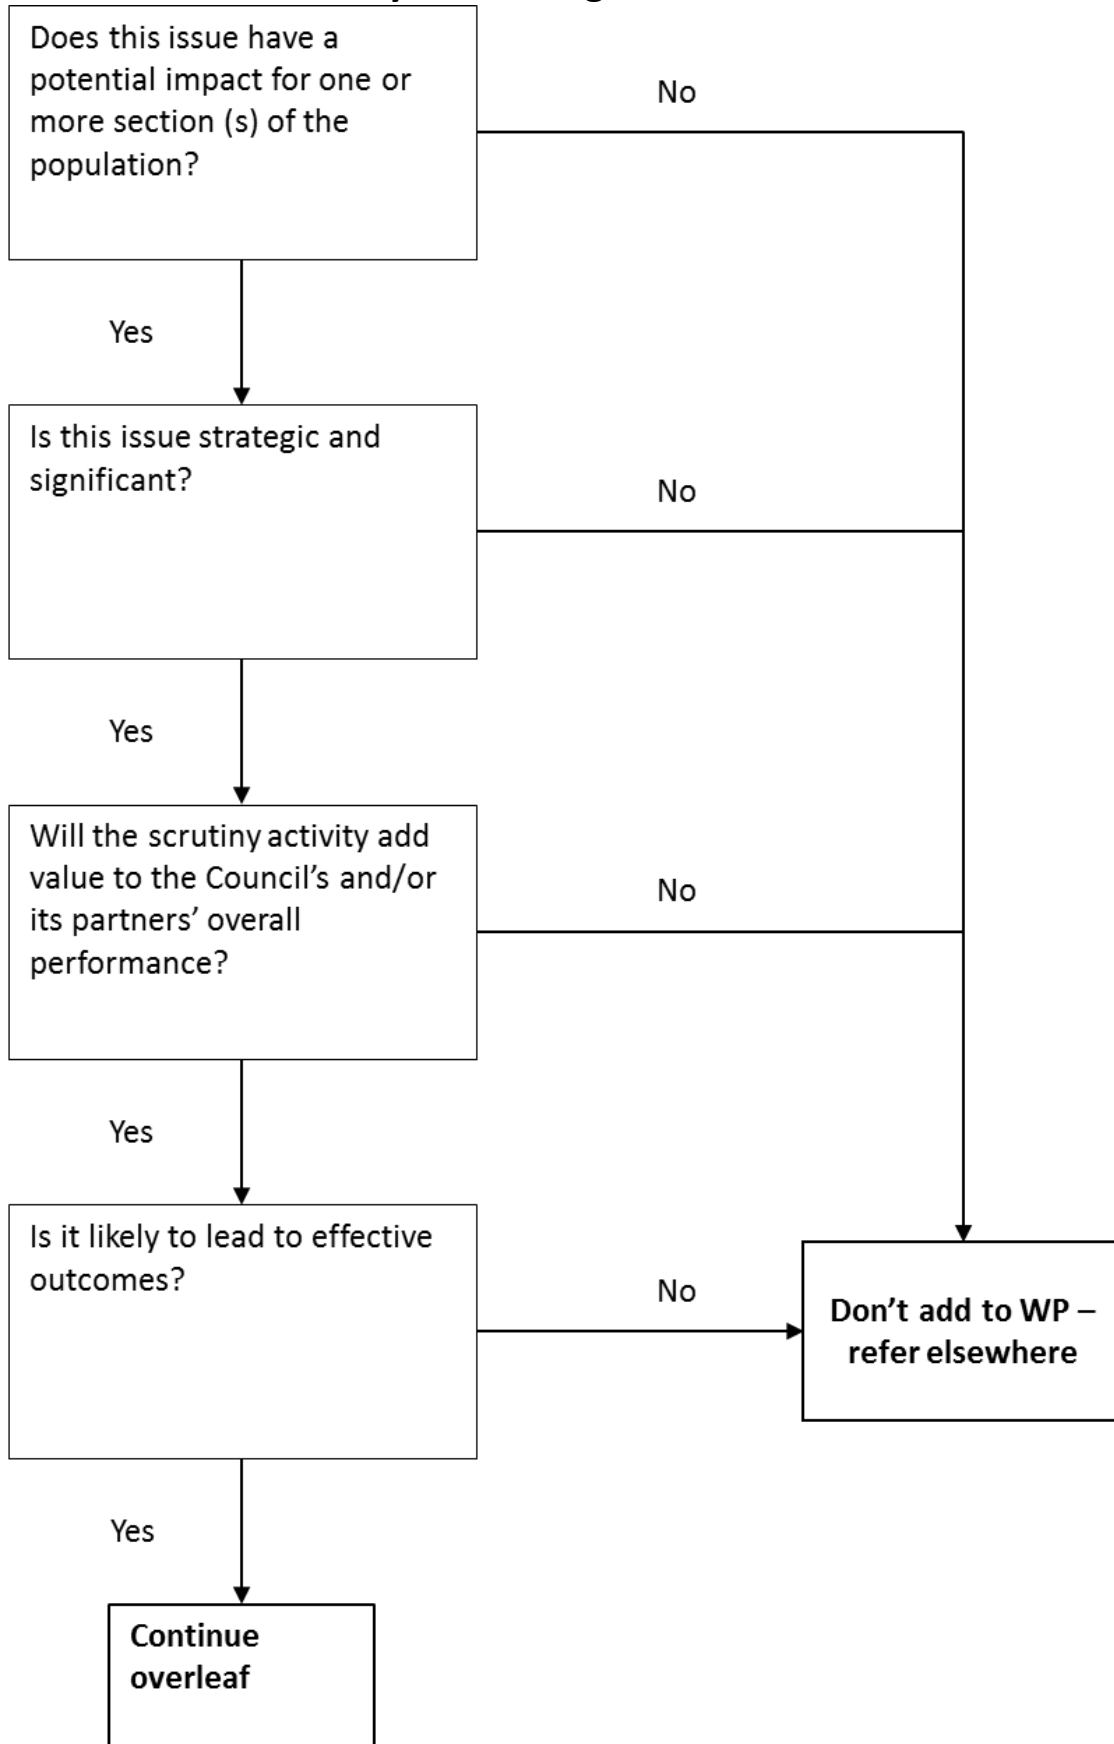 Does this issue have a
potential impact for one or
more section (s) of the
population?
No
Yes
Is this issue strategic and
significant?
No
Yes
Will the scrutiny activity add
value to the Council’s and/or
its partners’ overall
performance?
No
Yes
Is it likely to lead to effective
outcomes?
No
Don’t add to WP –
refer elsewhere
Yes
Continue
overleaf